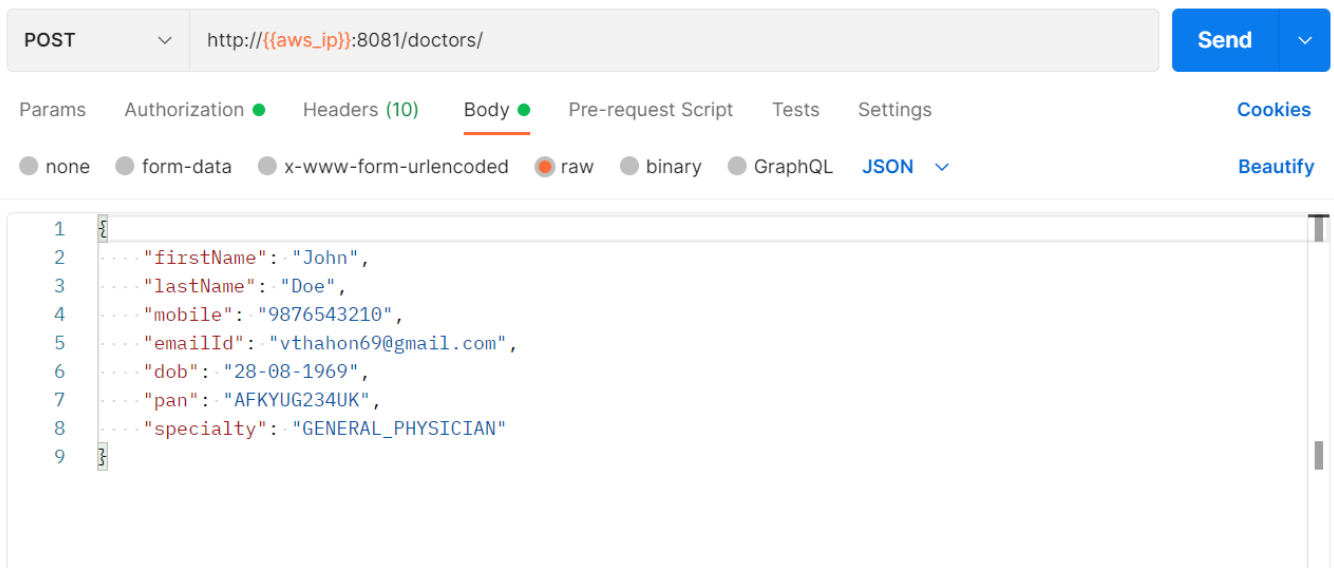 POST http://{{aws_ip}}:8081/doctors/ Send
Params Authorization Headers (10) Body Pre-request Script Tests Settings Cookies
none form-data x-www-form-urlencoded raw binary GraphQL JSON Beautify
1 {
2 "firstName": "John",
3 "lastName": "Doe",
4 "mobile": "9876543210",
5 "emailId": "vthahon69@gmail.com",
6 "dob": "28-08-1969",
7 "pan": "AFKYUG234UK",
8 "specialty": "GENERAL_PHYSICIAN"
9 }